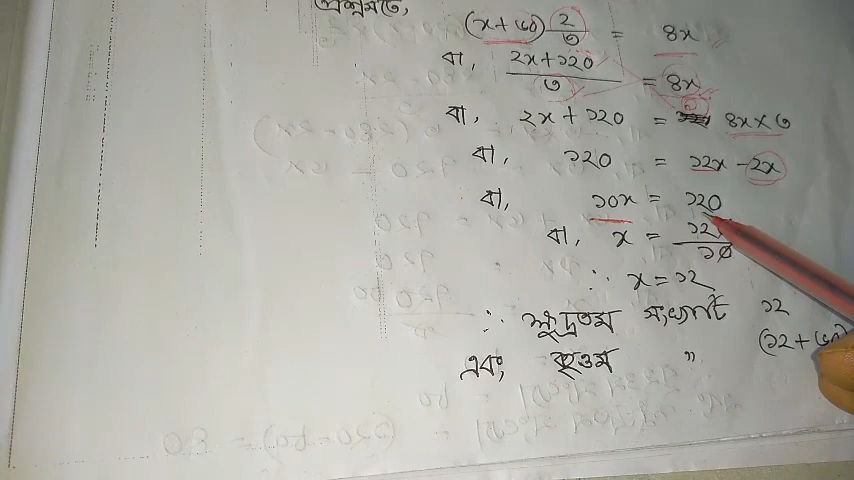 প্রশ্নমতে,
(x + ৬০) ২/৩ = ৪x
বা, ২x + ১২০ / ৩ = ৪x
বা, ২x + ১২০ = ৪x × ৩
বা, ১২০ = ১২x - ২x
বা, ১০x = ১২০
বা, x = ১২০/১০
∴ x = ১২
∴ ক্ষুদ্রতম সংখ্যাটি ১২
এবং বৃহত্তম " (১২ + ৬০)